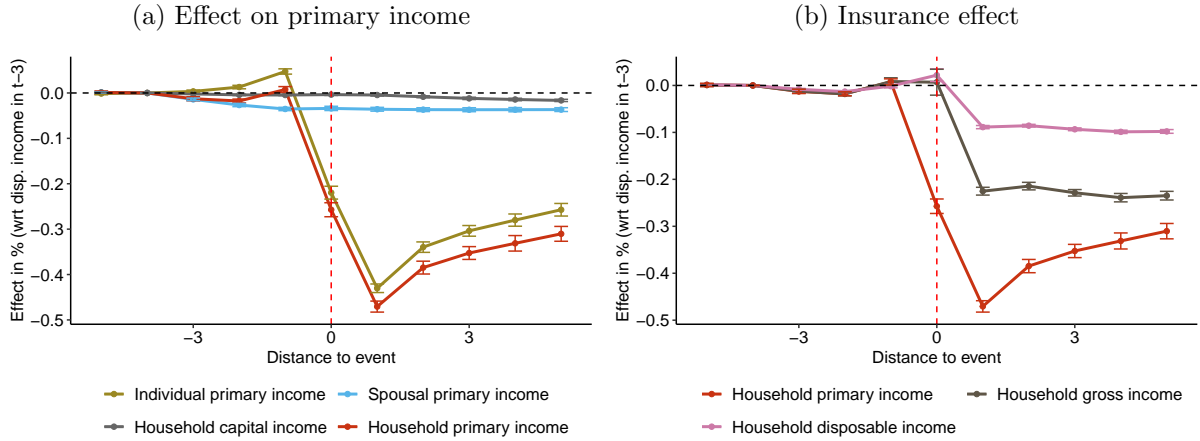 (a) Effect on primary income
Effect in % (wrt disp. income in t−3)
0.0
−0.1
−0.2
−0.3
−0.4
−0.5
−3
0
3
Distance to event
Individual primary income
Spousal primary income
Household capital income
Household primary income
(b) Insurance effect
Effect in % (wrt disp. income in t−3)
0.0
−0.1
−0.2
−0.3
−0.4
−0.5
−3
0
3
Distance to event
Household primary income
Household gross income
Household disposable income